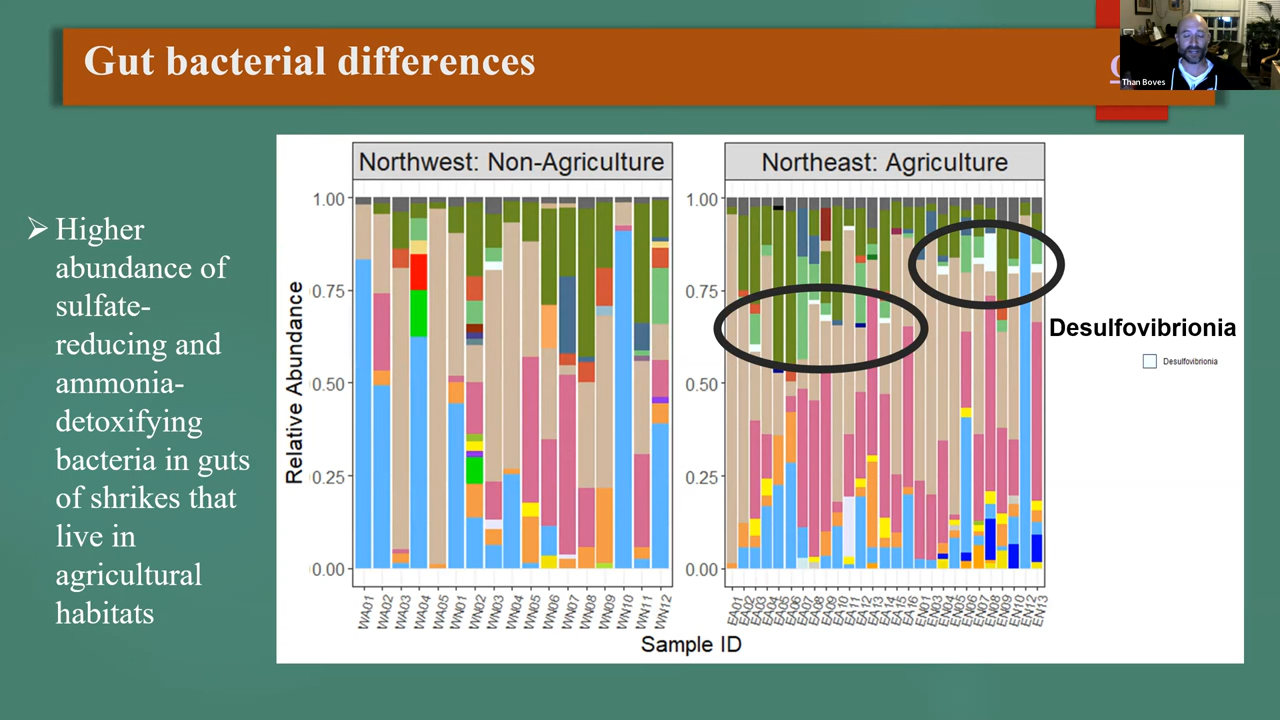 Gut bacterial differences
Than Boves
➢ Higher
abundance of
sulfate-
reducing and
ammonia-
detoxifying
bacteria in guts
of shrikes that
live in
agricultural
habitats
Northwest: Non-Agriculture
Northeast: Agriculture
Relative Abundance
1.00
0.75
0.50
0.25
0.00
1.00
0.75
0.50
0.25
0.00
WA01 WA02 WA03 WA04 WA05 WN01 WN02 WN03 WN04 WN05 WN06 WN07 WN08 WN09 WN10 WN11 WN12
EA01 EA02 EA03 EA04 EA05 EA06 EA07 EA08 EA09 EA10 EA11 EA12 EA13 EA14 EA15 EA16 EN01 EN03 EN04 EN05 EN06 EN07 EN08 EN09 EN10 EN12 EN13
Sample ID
Desulfovibrionia
Desulfovibrionia